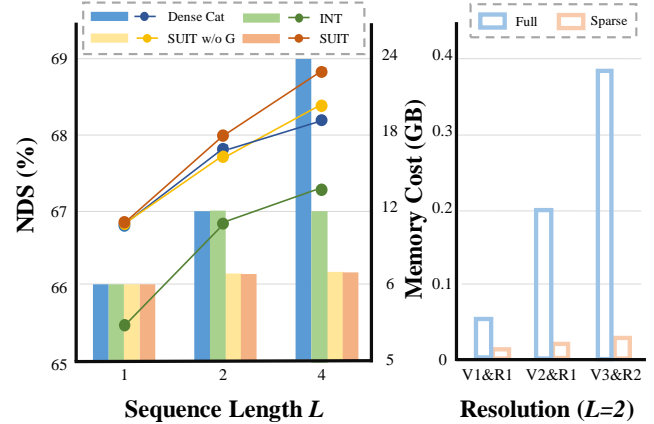 Dense Cat
INT
SUIT w/o G
SUIT
NDS (%)
69
68
67
66
65
24
18
12
6
5
1
2
4
Sequence Length L
Full
Sparse
Memory Cost (GB)
0.4
0.3
0.2
0.1
0
V1&R1
V2&R1
V3&R2
Resolution (L=2)